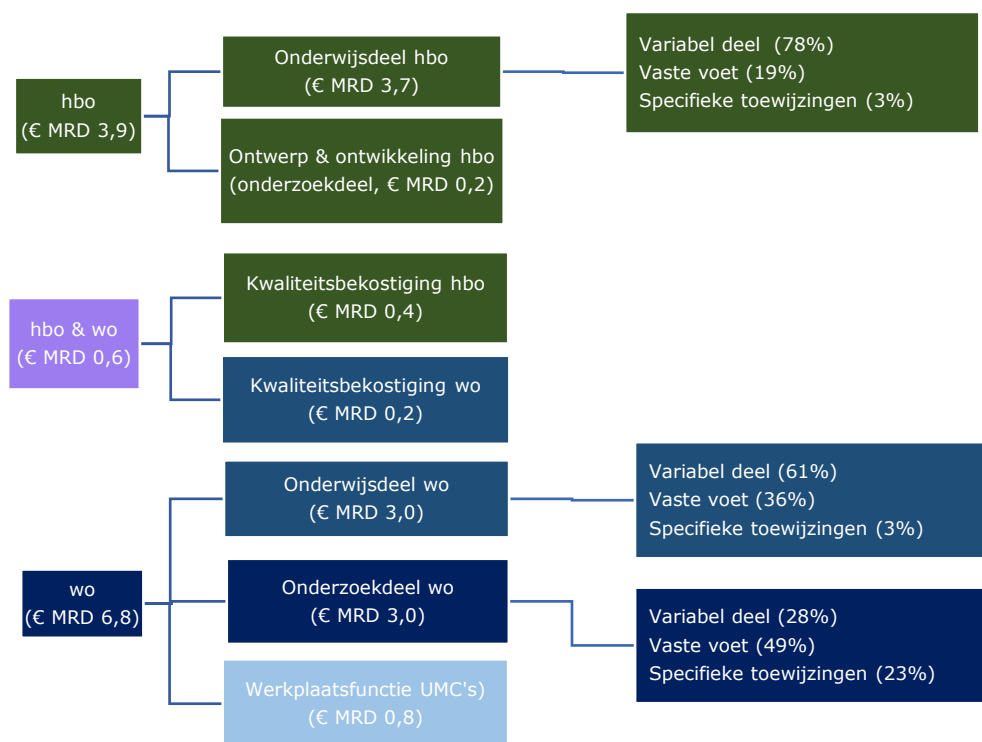 hbo
(€ MRD 3,9)
Onderwijsdeel hbo
(€ MRD 3,7)
Variabel deel (78%)
Vaste voet (19%)
Specifieke toewijzingen (3%)
Ontwerp & ontwikkeling hbo
(onderzoekdeel, € MRD 0,2)
hbo & wo
(€ MRD 0,6)
Kwaliteitsbekostiging hbo
(€ MRD 0,4)
Kwaliteitsbekostiging wo
(€ MRD 0,2)
wo
(€ MRD 6,8)
Onderwijsdeel wo
(€ MRD 3,0)
Variabel deel (61%)
Vaste voet (36%)
Specifieke toewijzingen (3%)
Onderzoekdeel wo
(€ MRD 3,0)
Variabel deel (28%)
Vaste voet (49%)
Specifieke toewijzingen (23%)
Werkplaatsfunctie UMC's)
(€ MRD 0,8)